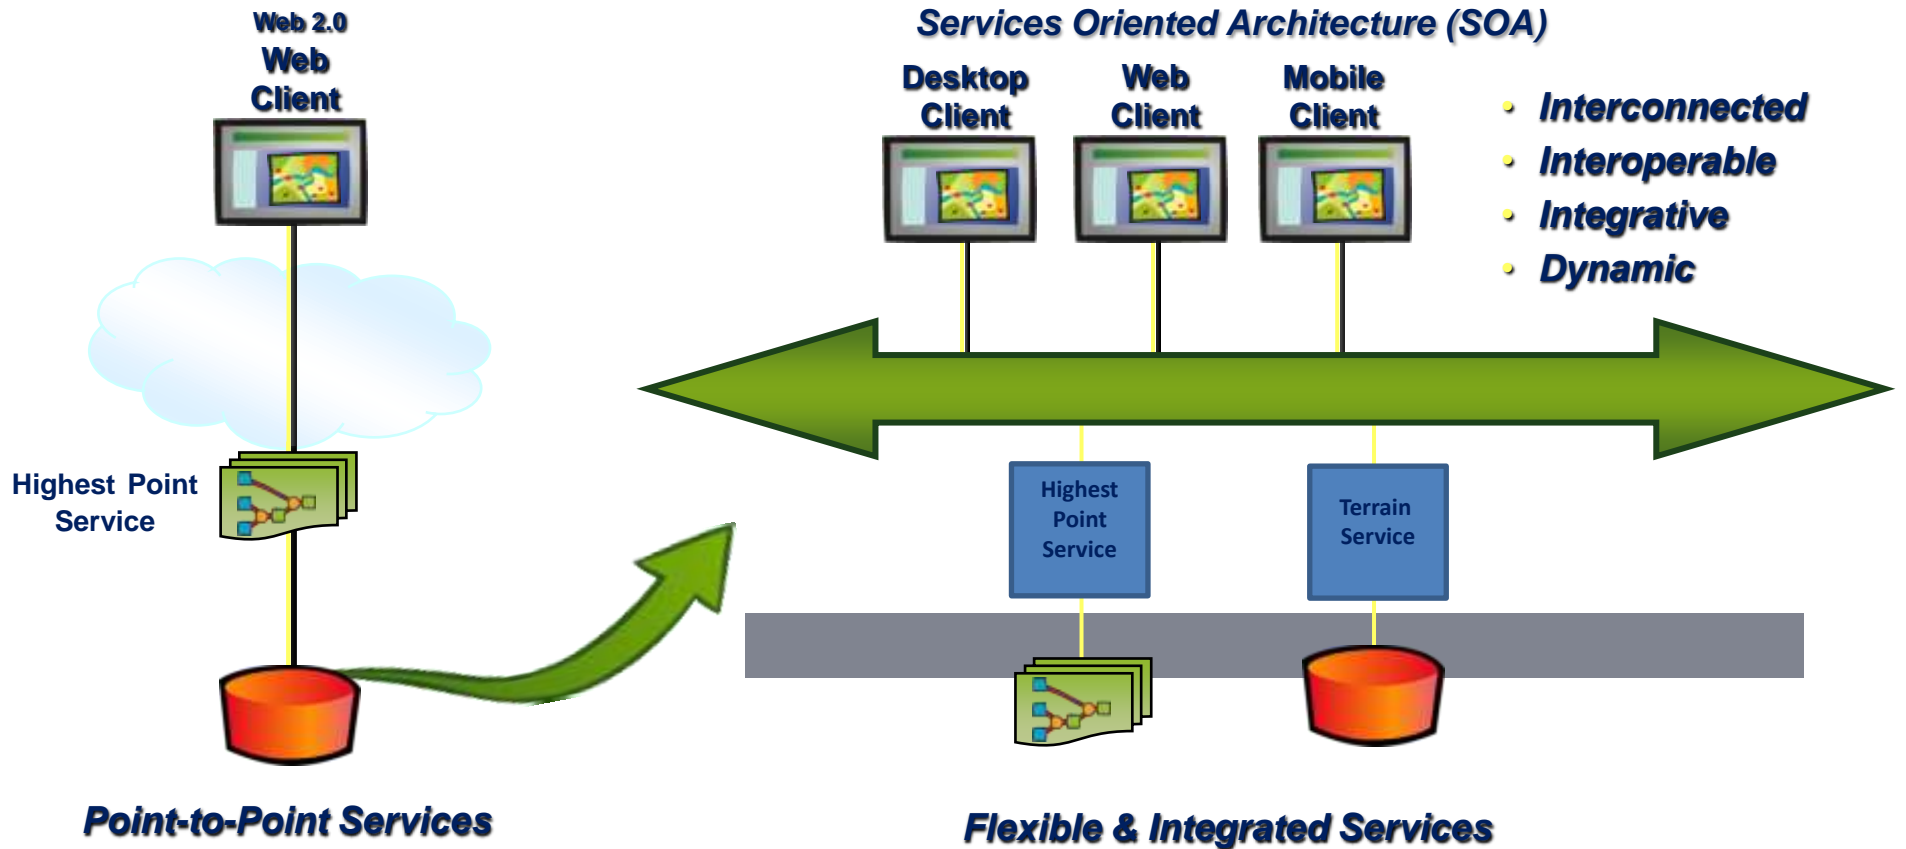 Web 2.0
Web
Client
Highest Point
Service
Point-to-Point Services
Services Oriented Architecture (SOA)
Desktop
Client
Web
Client
Mobile
Client
• Interconnected
• Interoperable
• Integrative
• Dynamic
Highest
Point
Service
Terrain
Service
Flexible & Integrated Services